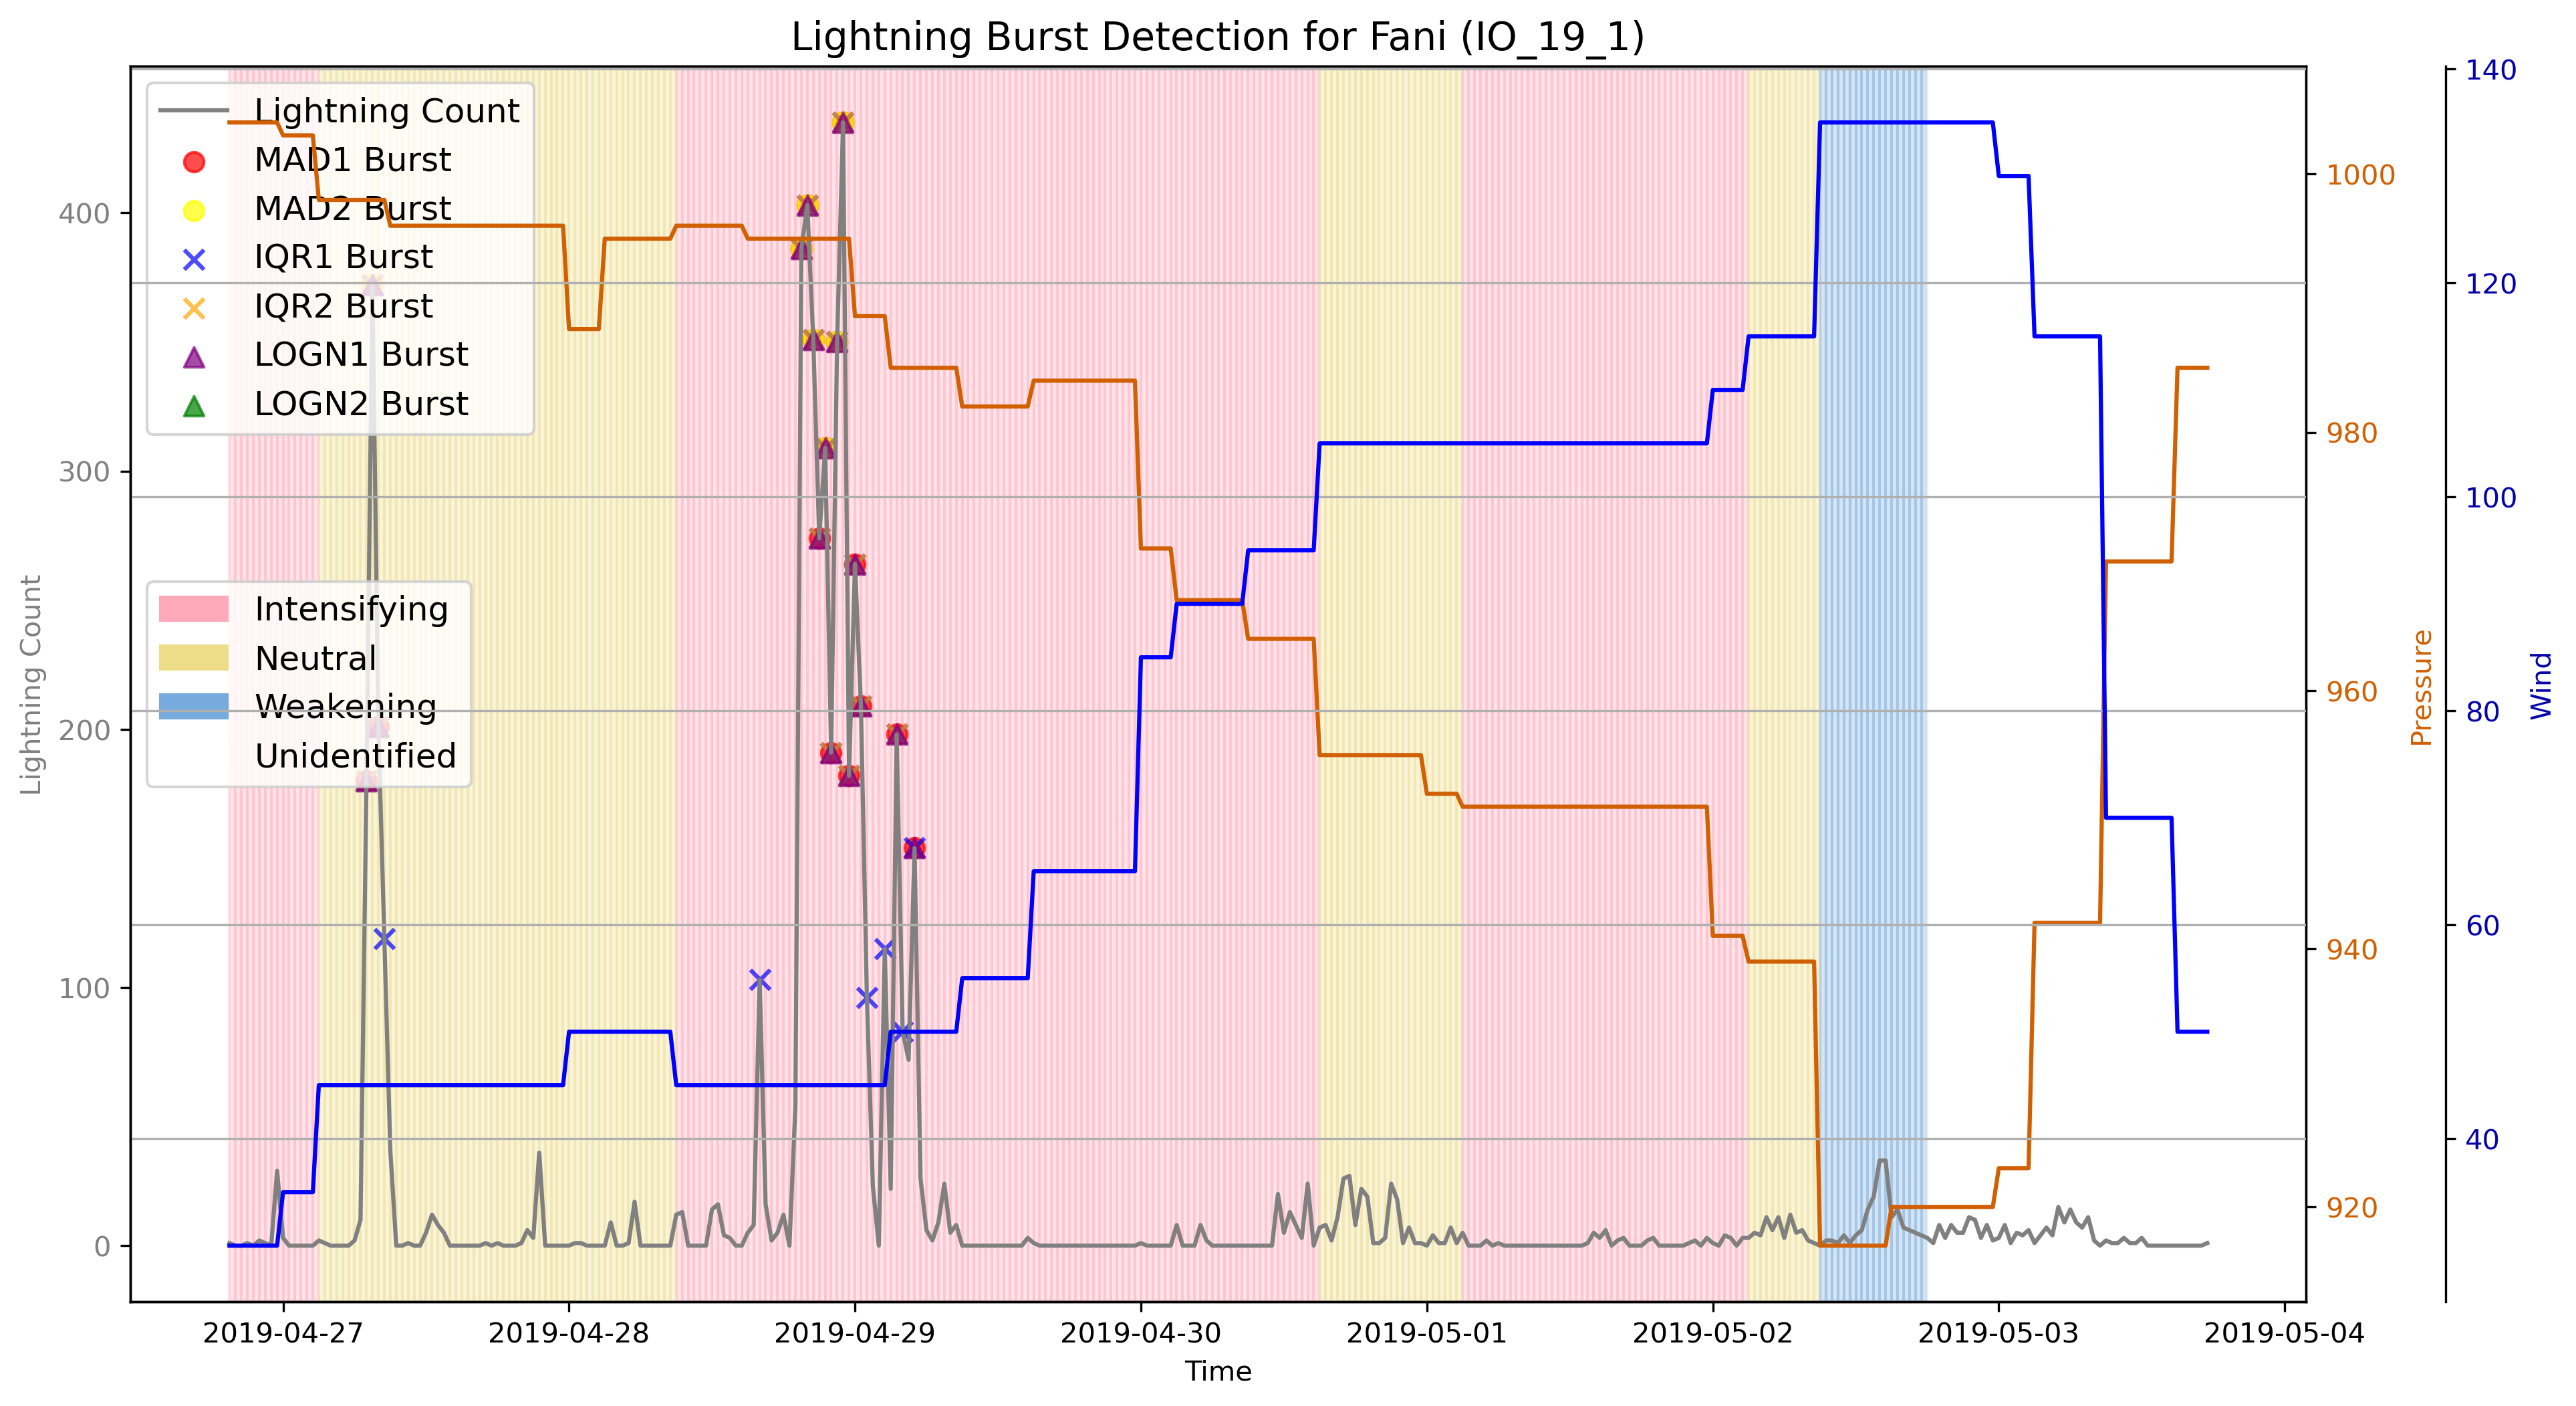 Lightning Burst Detection for Fani (IO_19_1)
Lightning Count
MAD1 Burst
MAD2 Burst
IQR1 Burst
IQR2 Burst
LOGN1 Burst
LOGN2 Burst
Intensifying
Neutral
Weakening
Unidentified
Lightning Count
400
300
200
100
0
1000
980
960
940
920
Pressure
140
120
100
80
60
40
Wind
2019-04-27 2019-04-28 2019-04-29 2019-04-30 2019-05-01 2019-05-02 2019-05-03 2019-05-04
Time